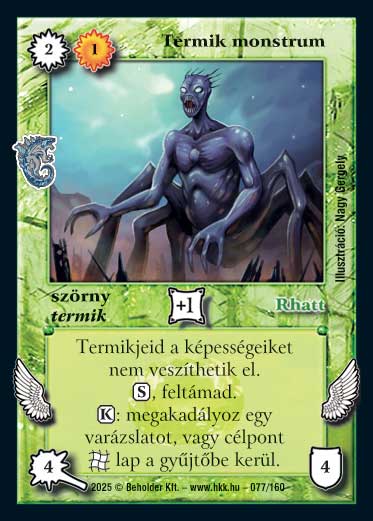 2
1
Termik monstrum
Illusztráció: Nagy Gergely
szörny
termik
+1
Rhatt
Termikjeid a képességeiket
nem veszíthetik el.
S, feltámad.
K: megakadályoz egy
varázslatot, vagy célpont
lap a gyűjtőbe kerül.
4
4
2025 © Beholder Kft. – www.hkk.hu – 077/160